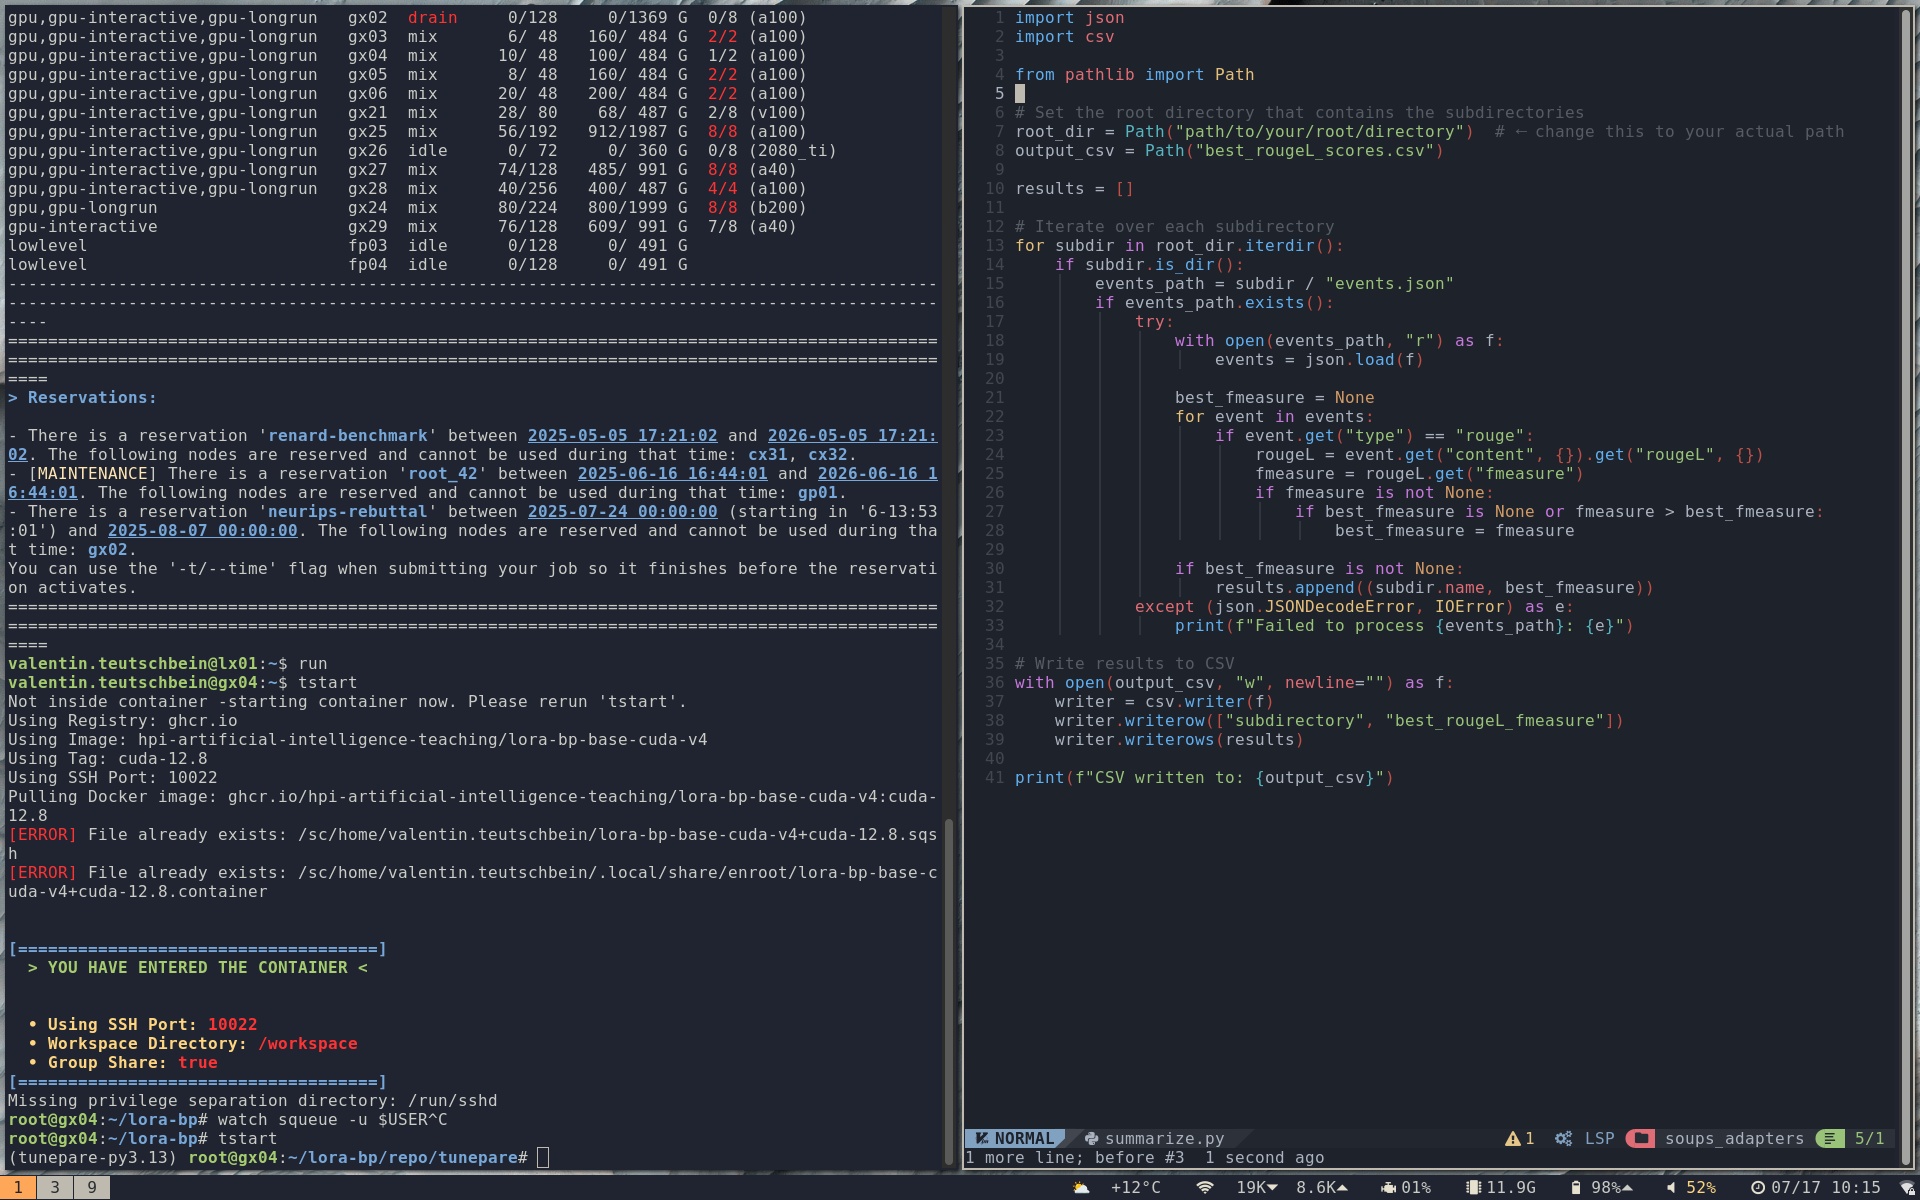 gpu,gpu-interactive,gpu-longrun   gx02  drain     0/128     0/1369 G  0/8 (a100)
gpu,gpu-interactive,gpu-longrun   gx03  mix       6/ 48   160/ 484 G  2/2 (a100)
gpu,gpu-interactive,gpu-longrun   gx04  mix      10/ 48   100/ 484 G  1/2 (a100)
gpu,gpu-interactive,gpu-longrun   gx05  mix       8/ 48   160/ 484 G  2/2 (a100)
gpu,gpu-interactive,gpu-longrun   gx06  mix      20/ 48   200/ 484 G  2/2 (a100)
gpu,gpu-interactive,gpu-longrun   gx21  mix      28/ 80    68/ 487 G  2/8 (v100)
gpu,gpu-interactive,gpu-longrun   gx25  mix      56/192   912/1987 G  8/8 (a100)
gpu,gpu-interactive,gpu-longrun   gx26  idle      0/ 72     0/ 360 G  0/8 (2080_ti)
gpu,gpu-interactive,gpu-longrun   gx27  mix      74/128   485/ 991 G  8/8 (a40)
gpu,gpu-interactive,gpu-longrun   gx28  mix      40/256   400/ 487 G  4/4 (a100)
gpu,gpu-longrun                   gx24  mix      80/224   800/1999 G  8/8 (b200)
gpu-interactive                   gx29  mix      76/128   609/ 991 G  7/8 (a40)
lowlevel                          fp03  idle      0/128     0/ 491 G
lowlevel                          fp04  idle      0/128     0/ 491 G
---------------------------------------------------------------------------------------------
---------------------------------------------------------------------------------------------
----
=============================================================================================
=============================================================================================
====
> Reservations:
- There is a reservation 'renard-benchmark' between 2025-05-05 17:21:02 and 2026-05-05 17:21:
02. The following nodes are reserved and cannot be used during that time: cx31, cx32.
- [MAINTENANCE] There is a reservation 'root_42' between 2025-06-16 16:44:01 and 2026-06-16 1
6:44:01. The following nodes are reserved and cannot be used during that time: gp01.
- There is a reservation 'neurips-rebuttal' between 2025-07-24 00:00:00 (starting in '6-13:53
:01') and 2025-08-07 00:00:00. The following nodes are reserved and cannot be used during tha
t time: gx02.
You can use the '-t/--time' flag when submitting your job so it finishes before the reservati
on activates.
=============================================================================================
=============================================================================================
====
valentin.teutschbein@lx01:~$ run
valentin.teutschbein@gx04:~$ tstart
Not inside container -starting container now. Please rerun 'tstart'.
Using Registry: ghcr.io
Using Image: hpi-artificial-intelligence-teaching/lora-bp-base-cuda-v4
Using Tag: cuda-12.8
Using SSH Port: 10022
Pulling Docker image: ghcr.io/hpi-artificial-intelligence-teaching/lora-bp-base-cuda-v4:cuda-
12.8
[ERROR] File already exists: /sc/home/valentin.teutschbein/lora-bp-base-cuda-v4+cuda-12.8.sqs
h
[ERROR] File already exists: /sc/home/valentin.teutschbein/.local/share/enroot/lora-bp-base-c
uda-v4+cuda-12.8.container
[====================================]
> YOU HAVE ENTERED THE CONTAINER <
• Using SSH Port: 10022
• Workspace Directory: /workspace
• Group Share: true
[====================================]
Missing privilege separation directory: /run/sshd
root@gx04:~/lora-bp# watch squeue -u $USER^C
root@gx04:~/lora-bp# tstart
(tunepare-py3.13) root@gx04:~/lora-bp/repo/tunepare#
1 import json
2 import csv
3
4 from pathlib import Path
5
6 # Set the root directory that contains the subdirectories
7 root_dir = Path("path/to/your/root/directory")  # ← change this to your actual path
8 output_csv = Path("best_rougeL_scores.csv")
9
10 results = []
11
12 # Iterate over each subdirectory
13 for subdir in root_dir.iterdir():
14     if subdir.is_dir():
15         events_path = subdir / "events.json"
16         if events_path.exists():
17             try:
18                 with open(events_path, "r") as f:
19                     events = json.load(f)
20
21                 best_fmeasure = None
22                 for event in events:
23                     if event.get("type") == "rouge":
24                         rougeL = event.get("content", {}).get("rougeL", {})
25                         fmeasure = rougeL.get("fmeasure")
26                         if fmeasure is not None:
27                             if best_fmeasure is None or fmeasure > best_fmeasure:
28                                 best_fmeasure = fmeasure
29
30                 if best_fmeasure is not None:
31                     results.append((subdir.name, best_fmeasure))
32             except (json.JSONDecodeError, IOError) as e:
33                 print(f"Failed to process {events_path}: {e}")
34
35 # Write results to CSV
36 with open(output_csv, "w", newline="") as f:
37     writer = csv.writer(f)
38     writer.writerow(["subdirectory", "best_rougeL_fmeasure"])
39     writer.writerows(results)
40
41 print(f"CSV written to: {output_csv}")
NORMAL summarize.py 1 LSP soups_adapters 5/1
1 more line; before #3  1 second ago
1 3 9 +12°C 19K 8.6K 01% 11.9G 98% 52% 07/17 10:15